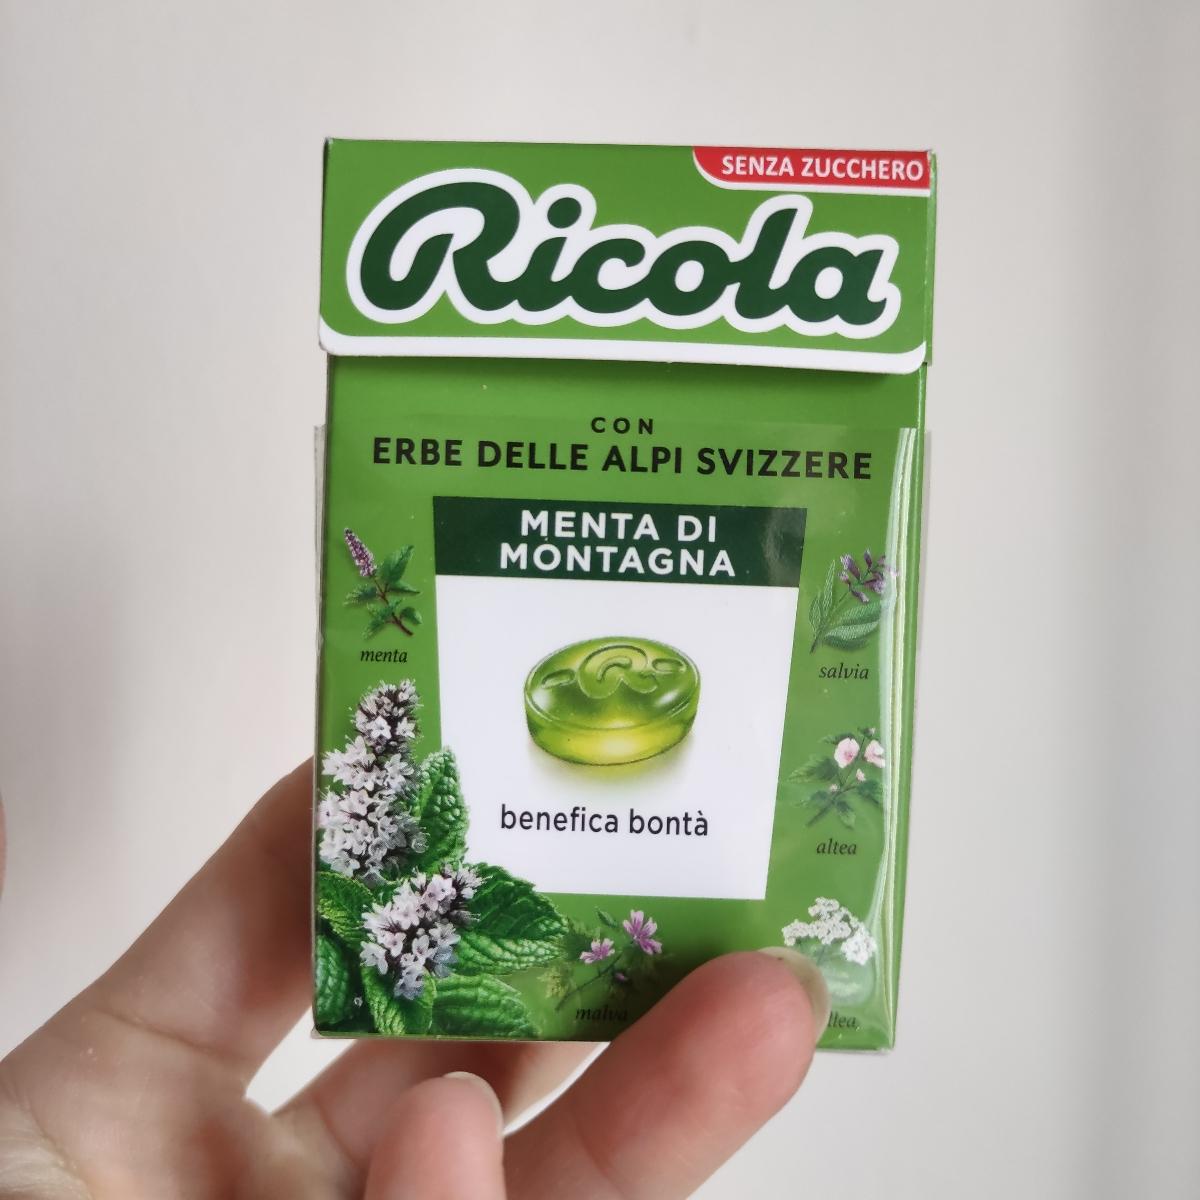 SENZA ZUCCHERO
Ricola
CON
ERBE DELLE ALPI SVIZZERE
MENTA DI
MONTAGNA
menta
salvia
benefica bontà
altea
malva